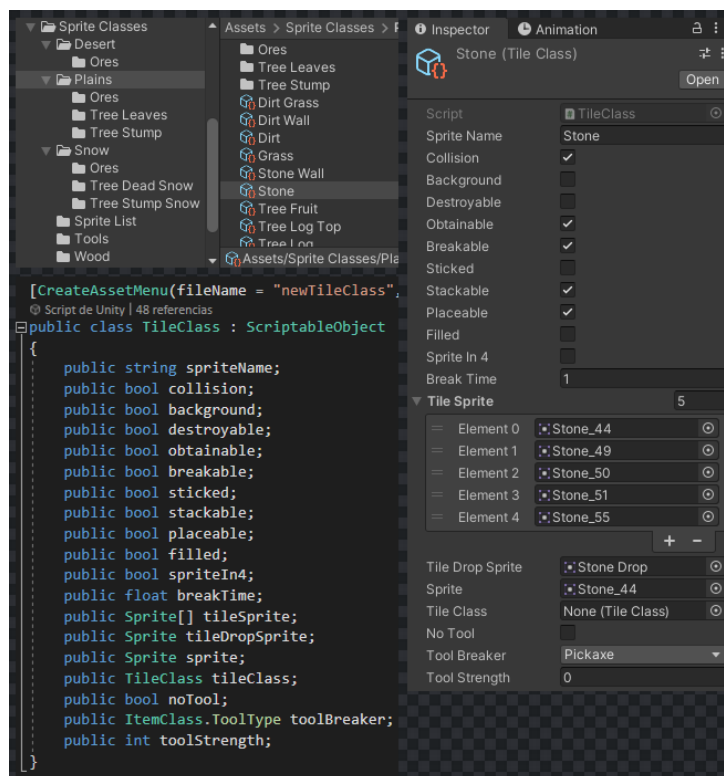 Sprite Classes
Desert
Ores
Plains
Ores
Tree Leaves
Tree Stump
Snow
Ores
Tree Dead Snow
Tree Stump Snow
Sprite List
Tools
Wood
Assets > Sprite Classes >
Ores
Tree Leaves
Tree Stump
Dirt Grass
Dirt Wall
Dirt
Grass
Stone Wall
Stone
Tree Fruit
Tree Log Top
Tree Log
Assets/Sprite Classes/Pla
[CreateAssetMenu(fileName = "newTileClass",
Script de Unity | 48 referencias
public class TileClass : ScriptableObject
{
public string spriteName;
public bool collision;
public bool background;
public bool destroyable;
public bool obtainable;
public bool breakable;
public bool sticked;
public bool stackable;
public bool placeable;
public bool filled;
public bool spriteIn4;
public float breakTime;
public Sprite[] tileSprite;
public Sprite tileDropSprite;
public Sprite sprite;
public TileClass tileClass;
public bool noTool;
public ItemClass.ToolType toolBreaker;
public int toolStrength;
}
Inspector Animation
Stone (Tile Class)
Open
Script TileClass
Sprite Name Stone
Collision
Background
Destroyable
Obtainable
Breakable
Sticked
Stackable
Placeable
Filled
Sprite In 4
Break Time 1
Tile Sprite 5
Element 0 Stone_44
Element 1 Stone_49
Element 2 Stone_50
Element 3 Stone_51
Element 4 Stone_55
+ −
Tile Drop Sprite Stone Drop
Sprite Stone_44
Tile Class None (Tile Class)
No Tool
Tool Breaker Pickaxe
Tool Strength 0